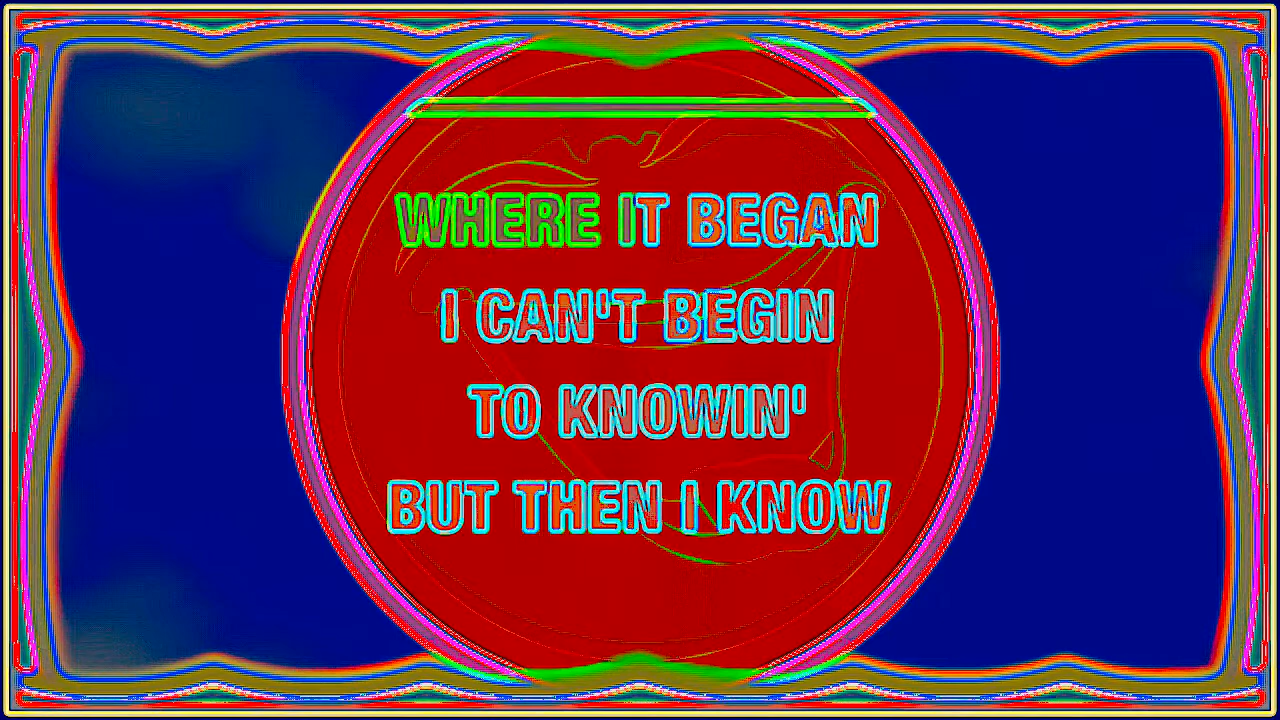 WHERE IT BEGAN
I CAN'T BEGIN
TO KNOWIN'
BUT THEN I KNOW